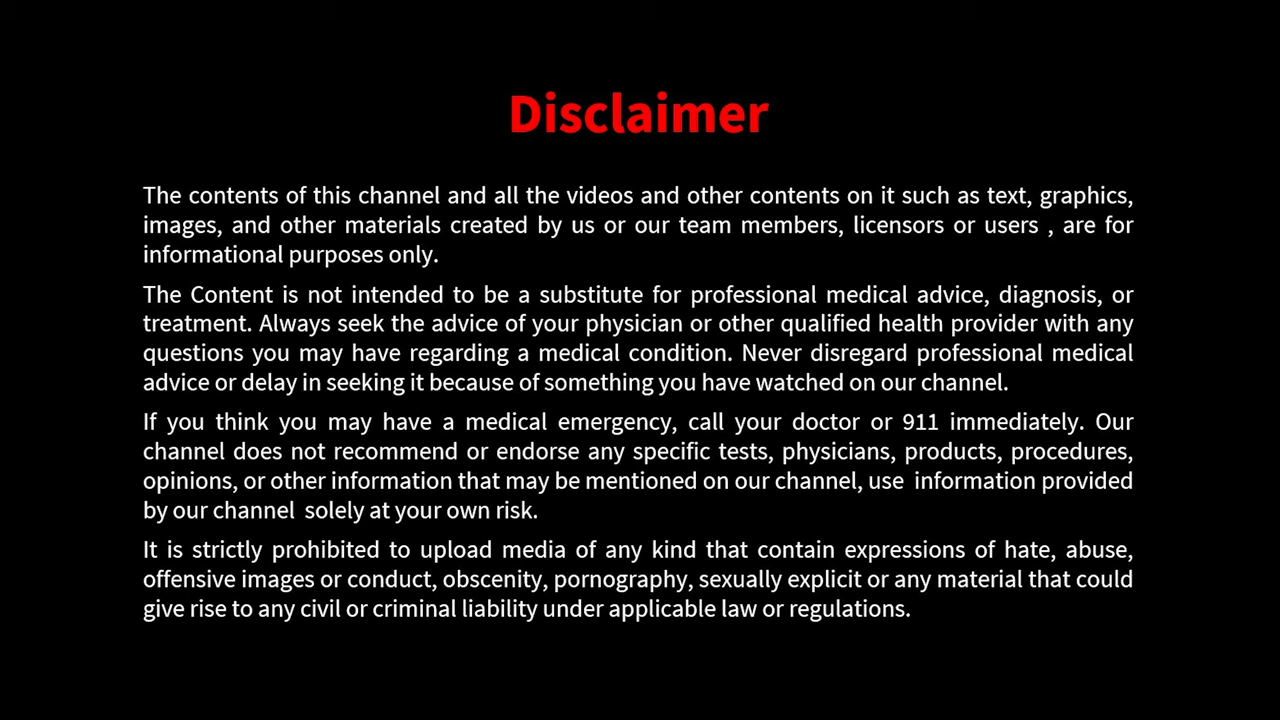 Disclaimer
The contents of this channel and all the videos and other contents on it such as text, graphics,
images, and other materials created by us or our team members, licensors or users , are for
informational purposes only.
The Content is not intended to be a substitute for professional medical advice, diagnosis, or
treatment. Always seek the advice of your physician or other qualified health provider with any
questions you may have regarding a medical condition. Never disregard professional medical
advice or delay in seeking it because of something you have watched on our channel.
If you think you may have a medical emergency, call your doctor or 911 immediately. Our
channel does not recommend or endorse any specific tests, physicians, products, procedures,
opinions, or other information that may be mentioned on our channel, use  information provided
by our channel  solely at your own risk.
It is strictly prohibited to upload media of any kind that contain expressions of hate, abuse,
offensive images or conduct, obscenity, pornography, sexually explicit or any material that could
give rise to any civil or criminal liability under applicable law or regulations.